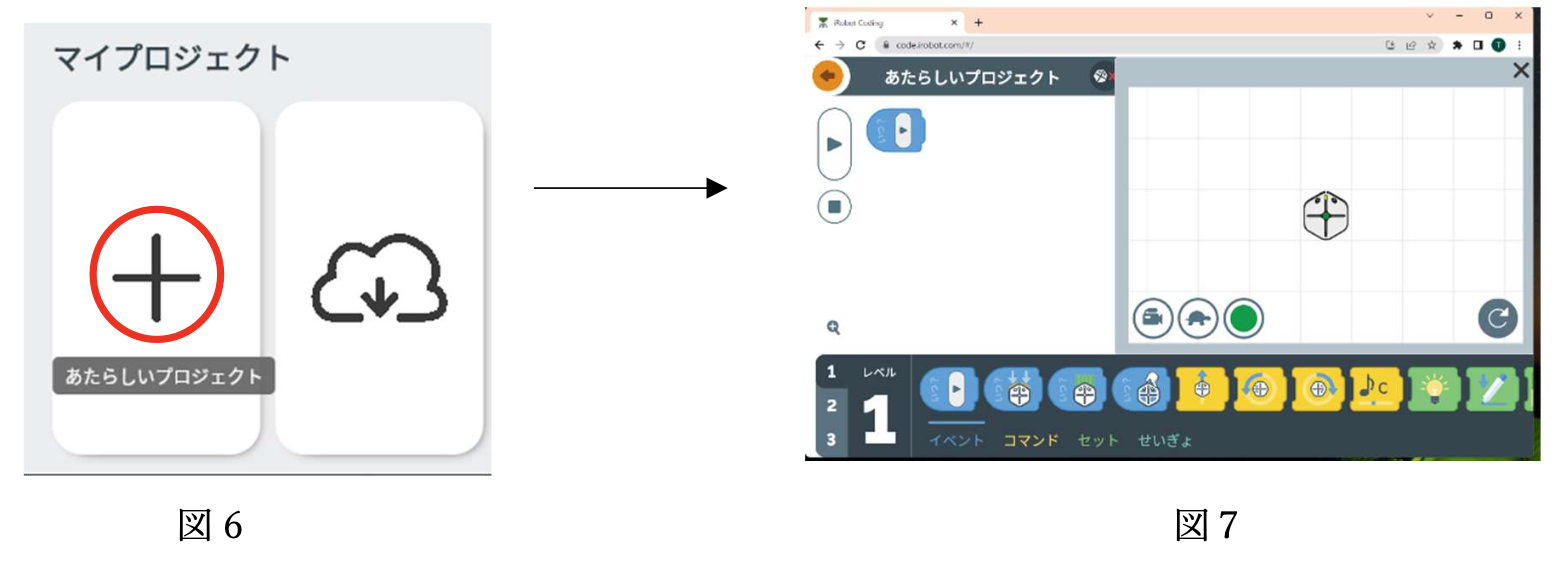 マイプロジェクト
あたらしいプロジェクト
図 6
iRobot Coding
code.irobot.com/#/
T
あたらしいプロジェクト
1
2
3
レベル
1
C
イベント
コマンド
セット
せいぎょ
図 7